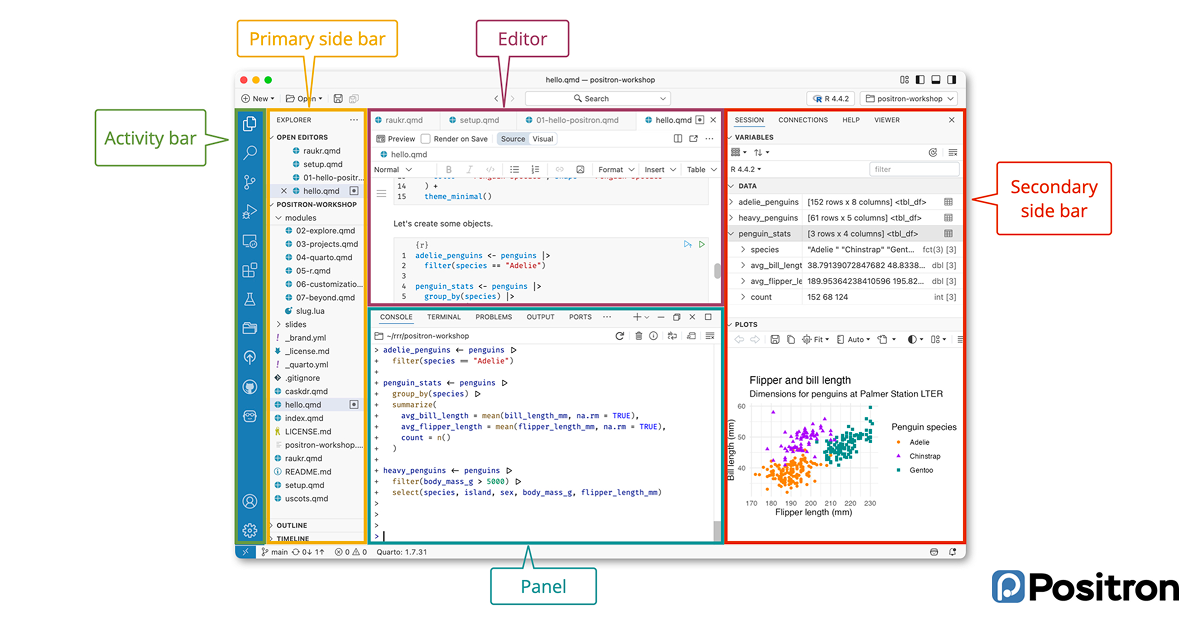 Primary side bar
Editor
Activity bar
Secondary
side bar
Panel
hello.qmd — positron-workshop
New
Open
Search
R 4.4.2
positron-workshop
EXPLORER
OPEN EDITORS
raukr.qmd
setup.qmd
01-hello-positr...
hello.qmd
POSITRON-WORKSHOP
modules
02-explore.qmd
03-projects.qmd
04-quarto.qmd
05-r.qmd
06-customizatio...
07-beyond.qmd
slug.lua
slides
_brand.yml
_license.md
_quarto.yml
.gitignore
caskdr.qmd
hello.qmd
index.qmd
LICENSE.md
positron-workshop....
raukr.qmd
README.md
setup.qmd
uscots.qmd
OUTLINE
TIMELINE
raukr.qmd
setup.qmd
01-hello-positron.qmd
hello.qmd
Preview
Render on Save
Source
Visual
hello.qmd
Normal
B
I
Format
Insert
Table
14 ) +
15 theme_minimal()
Let's create some objects.
{r}
1 adelie_penguins <- penguins |>
2 filter(species == "Adelie")
3
4 penguin_stats <- penguins |>
5 group_by(species) |>
CONSOLE
TERMINAL
PROBLEMS
OUTPUT
PORTS
~/rrr/positron-workshop
> adelie_penguins <- penguins |>
+ filter(species == "Adelie")
+
+ penguin_stats <- penguins |>
+ group_by(species) |>
+ summarize(
+ avg_bill_length = mean(bill_length_mm, na.rm = TRUE),
+ avg_flipper_length = mean(flipper_length_mm, na.rm = TRUE),
+ count = n()
+ )
+
+ heavy_penguins <- penguins |>
+ filter(body_mass_g > 5000) |>
+ select(species, island, sex, body_mass_g, flipper_length_mm)
>
>
>
SESSION
CONNECTIONS
HELP
VIEWER
VARIABLES
R 4.4.2
filter
DATA
adelie_penguins [152 rows x 8 columns] <tbl_df>
heavy_penguins [61 rows x 5 columns] <tbl_df>
penguin_stats [3 rows x 4 columns] <tbl_df>
species "Adelie " "Chinstrap" "Gent... fct(3) [3]
avg_bill_lengt 38.79139072847682 48.8338... dbl [3]
avg_flipper_le 189.95364238410596 195.82... dbl [3]
count 152 68 124 int [3]
PLOTS
Fit
Auto
Flipper and bill length
Dimensions for penguins at Palmer Station LTER
60
50
40
Bill length (mm)
170 180 190 200 210 220 230
Flipper length (mm)
Penguin species
Adelie
Chinstrap
Gentoo
main
0↓ 1↑
0
0
Quarto: 1.7.31
Positron